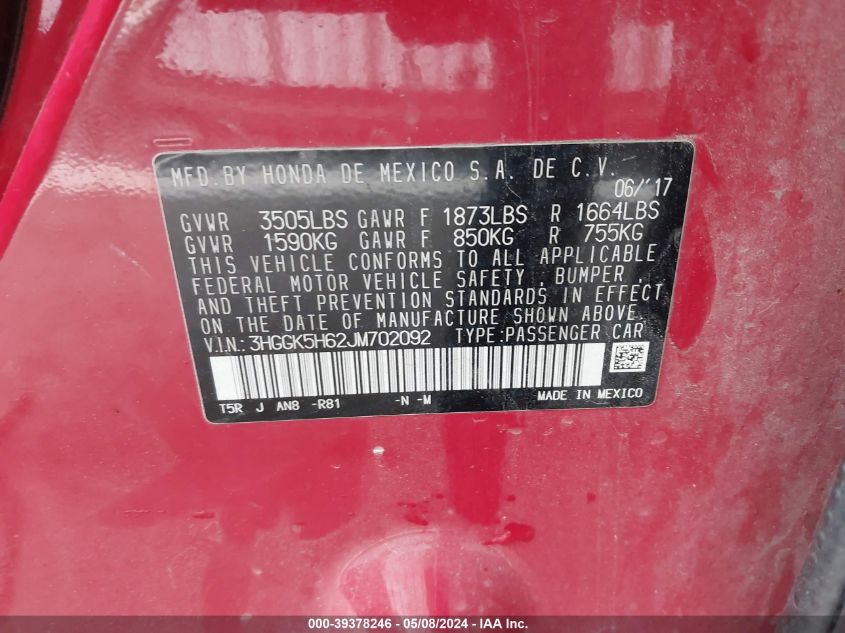 MFD.BY HONDA DE MEXICO S.A. DE C.V.
06/'17
GVWR 3505LBS GAWR F 1873LBS R 1664LBS
GVWR 1590KG GAWR F 850KG R 755KG
THIS VEHICLE CONFORMS TO ALL APPLICABLE
FEDERAL MOTOR VEHICLE SAFETY, BUMPER,
AND THEFT PREVENTION STANDARDS IN EFFECT
ON THE DATE OF MANUFACTURE SHOWN ABOVE.
V.I.N.: 3HGGK5H62JM702092 TYPE:PASSENGER CAR
T5R J AN8 -R81 -N -M MADE IN MEXICO
000-39378246 - 05/08/2024 - IAA Inc.